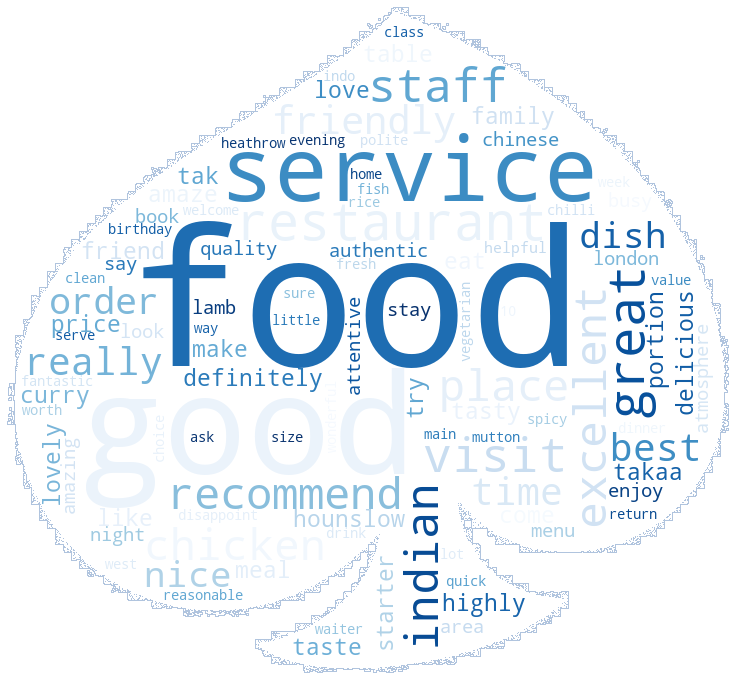 class
table
indo
love
staff
friendly
family
heathrow
evening
polite
chinese
service
tak
home
fish
week
amaze
rice
busy
book
welcome
restaurant
chilli
birthday
food
dish
friend
quality
authentic
helpful
say
eat
london
clean
fresh
value
order
lamb
sure
stay
great
portion
delicious
price
way
little
attentive
vegetarian
excellent
serve
look
make
atmosphere
really
definitely
try
place
fantastic
good
curry
tasty
worth
choice
wonderful
spicy
dinner
lovely
amazing
ask
size
main
mutton
visit
best
takaa
recommend
time
enjoy
like
disappoint
hounslow
come
return
night
chicken
drink
menu
west
nice
meal
starter
indian
lot
quick
reasonable
highly
waiter
area
taste